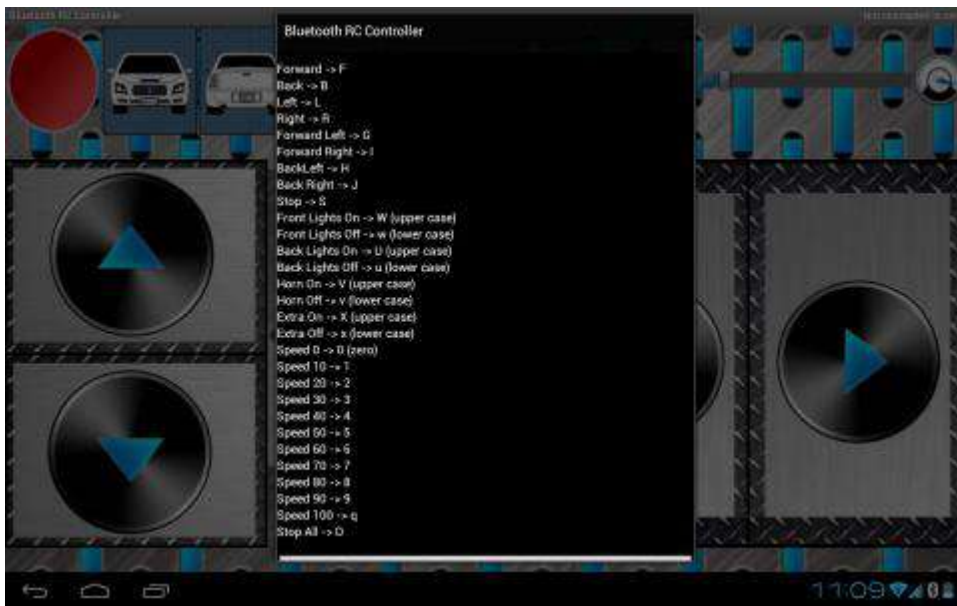 Bluetooth RC Controller
Bluetooth RC Controller
Forward -> F
Back -> B
Left -> L
Right -> R
Forward Left -> G
Forward Right -> I
BackLeft -> H
Back Right -> J
Stop -> S
Front Lights On -> W (upper case)
Front Lights Off -> w (lower case)
Back Lights On -> U (upper case)
Back Lights Off -> u (lower case)
Horn On -> V (upper case)
Horn Off -> v (lower case)
Extra On -> X (upper case)
Extra Off -> x (lower case)
Speed 0 -> 0 (zero)
Speed 10 -> 1
Speed 20 -> 2
Speed 30 -> 3
Speed 40 -> 4
Speed 50 -> 5
Speed 60 -> 6
Speed 70 -> 7
Speed 80 -> 8
Speed 90 -> 9
Speed 100 -> q
Stop All -> D
11:09